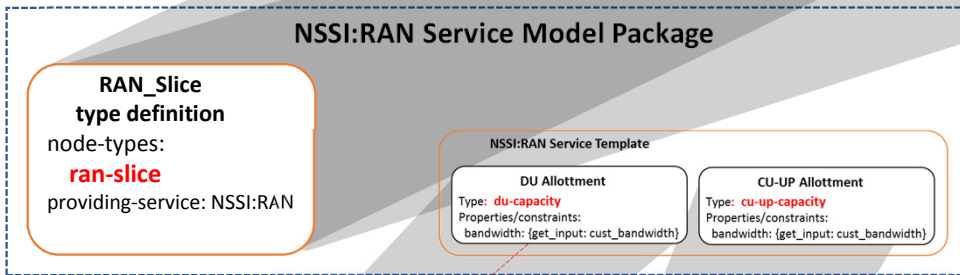 NSSI:RAN Service Model Package
RAN_Slice
type definition
node-types:
ran-slice
providing-service: NSSI:RAN
NSSI:RAN Service Template
DU Allottment
Type: du-capacity
Properties/constraints:
bandwidth: {get_input: cust_bandwidth}
CU-UP Allottment
Type: cu-up-capacity
Properties/constraints:
bandwidth: {get_input: cust_bandwidth}